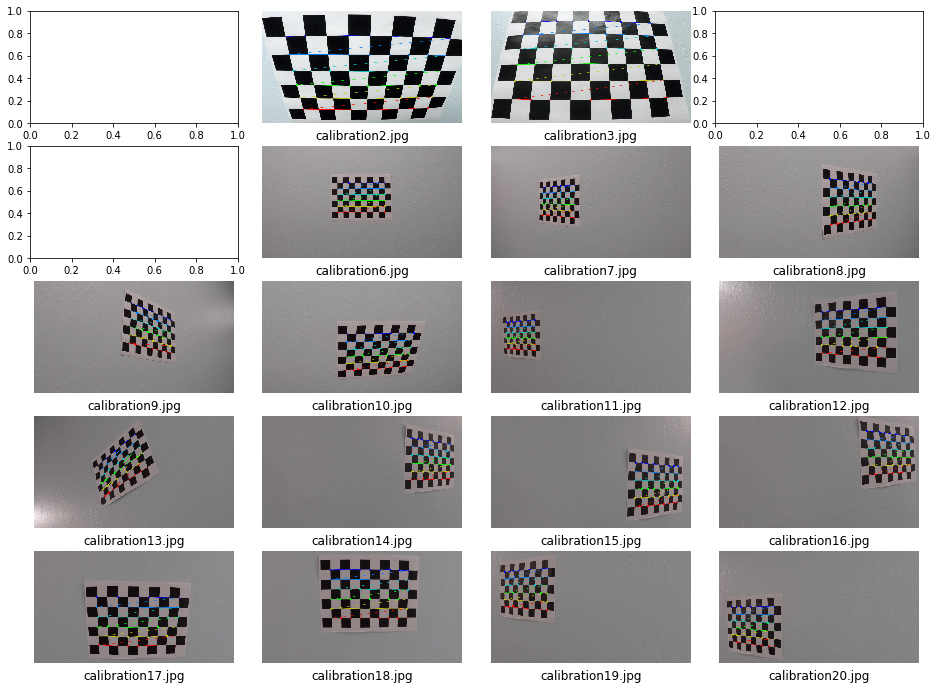 1.0
0.8
0.6
0.4
0.2
0.0
0.0 0.2 0.4 0.6 0.8 1.0
calibration2.jpg
calibration3.jpg
1.0
0.8
0.6
0.4
0.2
0.0
0.0 0.2 0.4 0.6 0.8 1.0
1.0
0.8
0.6
0.4
0.2
0.0
0.0 0.2 0.4 0.6 0.8 1.0
calibration6.jpg
calibration7.jpg
calibration8.jpg
calibration9.jpg
calibration10.jpg
calibration11.jpg
calibration12.jpg
calibration13.jpg
calibration14.jpg
calibration15.jpg
calibration16.jpg
calibration17.jpg
calibration18.jpg
calibration19.jpg
calibration20.jpg